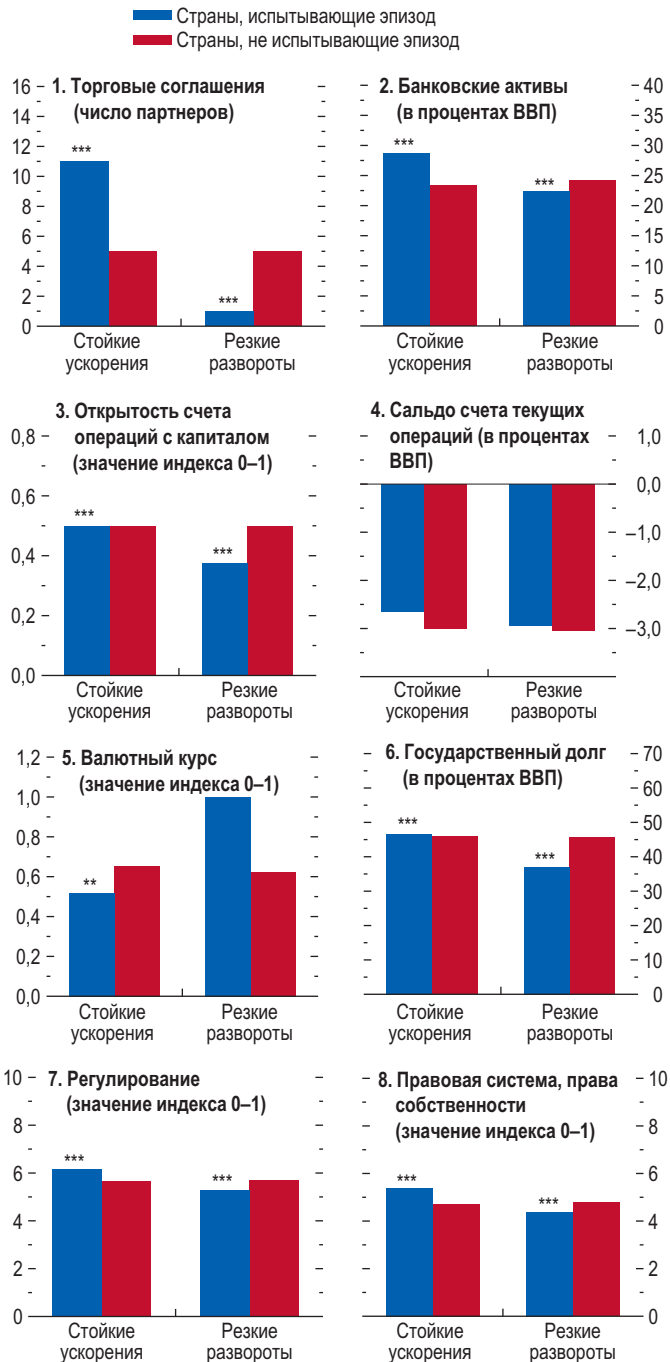 Страны, испытывающие эпизод
Страны, не испытывающие эпизод
1. Торговые соглашения
(число партнеров)
16
14
12
10
8
6
4
2
0
***
***
Стойкие
ускорения
Резкие
развороты
2. Банковские активы
(в процентах ВВП)
40
35
30
25
20
15
10
5
0
***
***
Стойкие
ускорения
Резкие
развороты
3. Открытость счета
операций с капиталом
(значение индекса 0–1)
0,8
0,6
0,4
0,2
0,0
***
***
Стойкие
ускорения
Резкие
развороты
4. Сальдо счета текущих
операций (в процентах
ВВП)
1,0
0,0
–1,0
–2,0
–3,0
Стойкие
ускорения
Резкие
развороты
5. Валютный курс
(значение индекса 0–1)
1,2
1,0
0,8
0,6
0,4
0,2
0,0
**
Стойкие
ускорения
Резкие
развороты
6. Государственный долг
(в процентах ВВП)
70
60
50
40
30
20
10
0
***
***
Стойкие
ускорения
Резкие
развороты
7. Регулирование
(значение индекса 0–1)
10
8
6
4
2
0
***
***
Стойкие
ускорения
Резкие
развороты
8. Правовая система, права
собственности
(значение индекса 0–1)
10
8
6
4
2
0
***
***
Стойкие
ускорения
Резкие
развороты